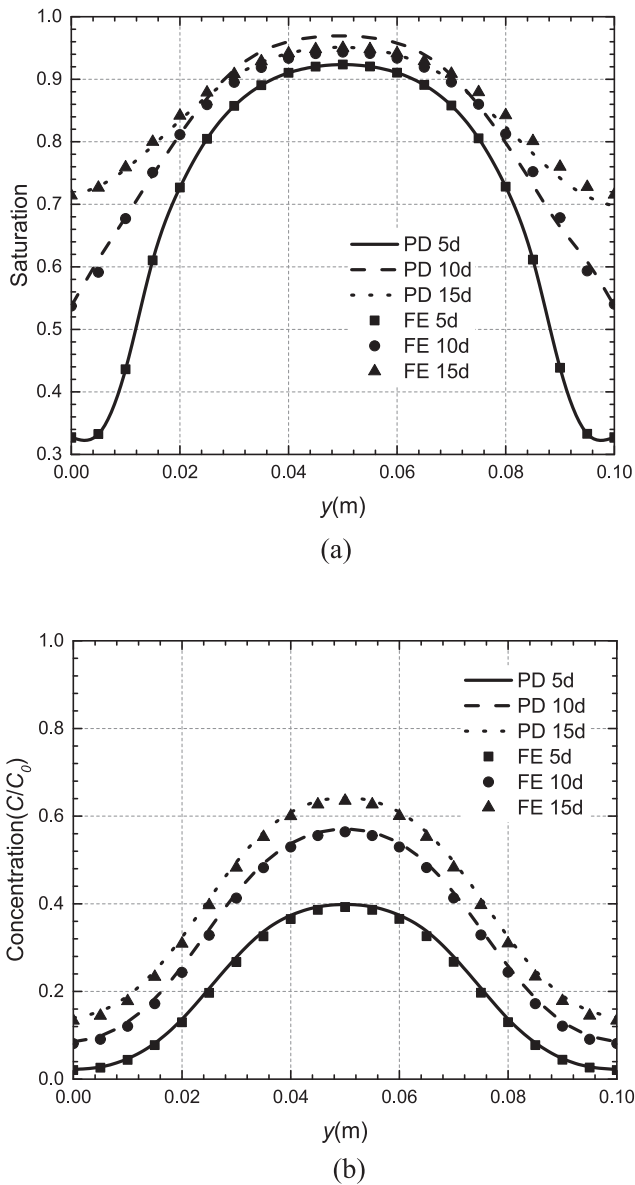 1.0
0.9
0.8
0.7
0.6
0.5
0.4
0.3
Saturation
PD 5d
PD 10d
PD 15d
FE 5d
FE 10d
FE 15d
0.00 0.02 0.04 0.06 0.08 0.10
y(m)
(a)
1.0
0.8
0.6
0.4
0.2
0.0
Concentration(C/C₀)
PD 5d
PD 10d
PD 15d
FE 5d
FE 10d
FE 15d
0.00 0.02 0.04 0.06 0.08 0.10
y(m)
(b)